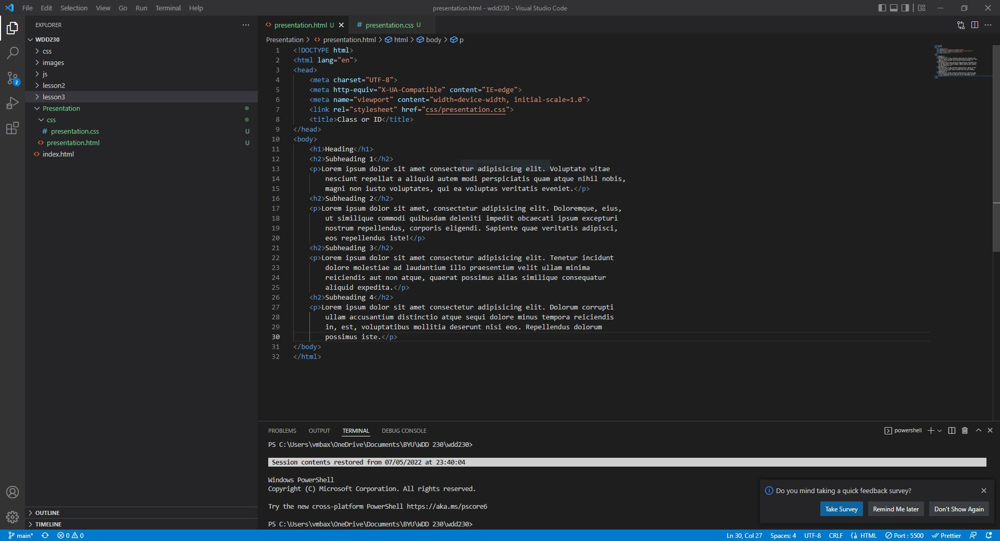 File Edit Selection View Go Run Terminal Help
presentation.html - wdd230 - Visual Studio Code
EXPLORER
WDD230
css
images
js
lesson2
lesson3
Presentation
css
# presentation.css U
presentation.html U
index.html
OUTLINE
TIMELINE
2
presentation.html U
# presentation.css U
Presentation > presentation.html > html > body > p
1 <!DOCTYPE html>
2 <html lang="en">
3 <head>
4 <meta charset="UTF-8">
5 <meta http-equiv="X-UA-Compatible" content="IE=edge">
6 <meta name="viewport" content="width=device-width, initial-scale=1.0">
7 <link rel="stylesheet" href="css/presentation.css">
8 <title>Class or ID</title>
9 </head>
10 <body>
11 <h1>Heading</h1>
12 <h2>Subheading 1</h2>
13 <p>Lorem ipsum dolor sit amet consectetur adipisicing elit. Voluptate vitae
14 nesciunt repellat a aliquid autem modi perspiciatis quam atque nihil nobis,
15 magni non iusto voluptates, qui ea voluptas veritatis eveniet.</p>
16 <h2>Subheading 2</h2>
17 <p>Lorem ipsum dolor sit amet, consectetur adipisicing elit. Doloremque, eius,
18 ut similique commodi quibusdam deleniti impedit obcaecati ipsum excepturi
19 nostrum repellendus, corporis eligendi. Sapiente quae veritatis adipisci,
20 eos repellendus iste!</p>
21 <h2>Subheading 3</h2>
22 <p>Lorem ipsum dolor sit amet consectetur adipisicing elit. Tenetur incidunt
23 dolore molestiae ad laudantium illo praesentium velit ullam minima
24 reiciendis aut non atque, quaerat possimus alias similique consequatur
25 aliquid expedita.</p>
26 <h2>Subheading 4</h2>
27 <p>Lorem ipsum dolor sit amet consectetur adipisicing elit. Dolorum corrupti
28 ullam accusantium distinctio atque sequi dolore minus tempora reiciendis
29 in, est, voluptatibus mollitia deserunt nisi eos. Repellendus dolorum
30 possimus iste.</p>
31 </body>
32 </html>
PROBLEMS OUTPUT TERMINAL DEBUG CONSOLE
powershell
PS C:\Users\vmbax\OneDrive\Documents\BYU\WDD 230\wdd230>
Session contents restored from 07/05/2022 at 23:40:04
Windows PowerShell
Copyright (C) Microsoft Corporation. All rights reserved.
Try the new cross-platform PowerShell https://aka.ms/pscore6
PS C:\Users\vmbax\OneDrive\Documents\BYU\WDD 230\wdd230>
Do you mind taking a quick feedback survey?
Take Survey Remind Me later Don't Show Again
main* 0 0
Ln 30, Col 27 Spaces: 4 UTF-8 CRLF HTML Port : 5500 Prettier